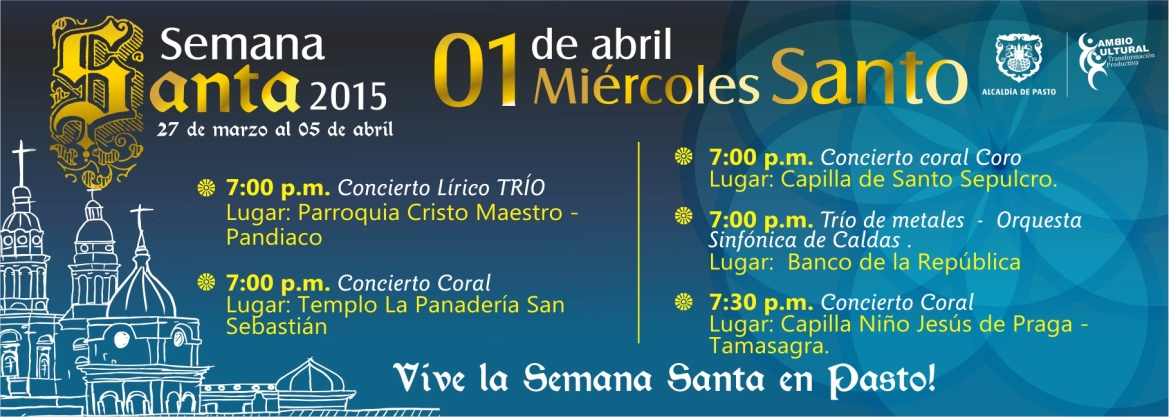 Semana
Santa 2015
27 de marzo al 05 de abril
01 de abril
Miércoles Santo
ALCALDÍA DE PASTO
CAMBIO
CULTURAL
Transformación
Productiva
7:00 p.m. Concierto Lírico TRÍO
Lugar: Parroquia Cristo Maestro -
Pandiaco
7:00 p.m. Concierto Coral
Lugar: Templo La Panadería San
Sebastián
7:00 p.m. Concierto coral Coro
Lugar: Capilla de Santo Sepulcro.
7:00 p.m. Trío de metales - Orquesta
Sinfónica de Caldas .
Lugar: Banco de la República
7:30 p.m. Concierto Coral
Lugar: Capilla Niño Jesús de Praga -
Tamasagra.
Vive la Semana Santa en Pasto!